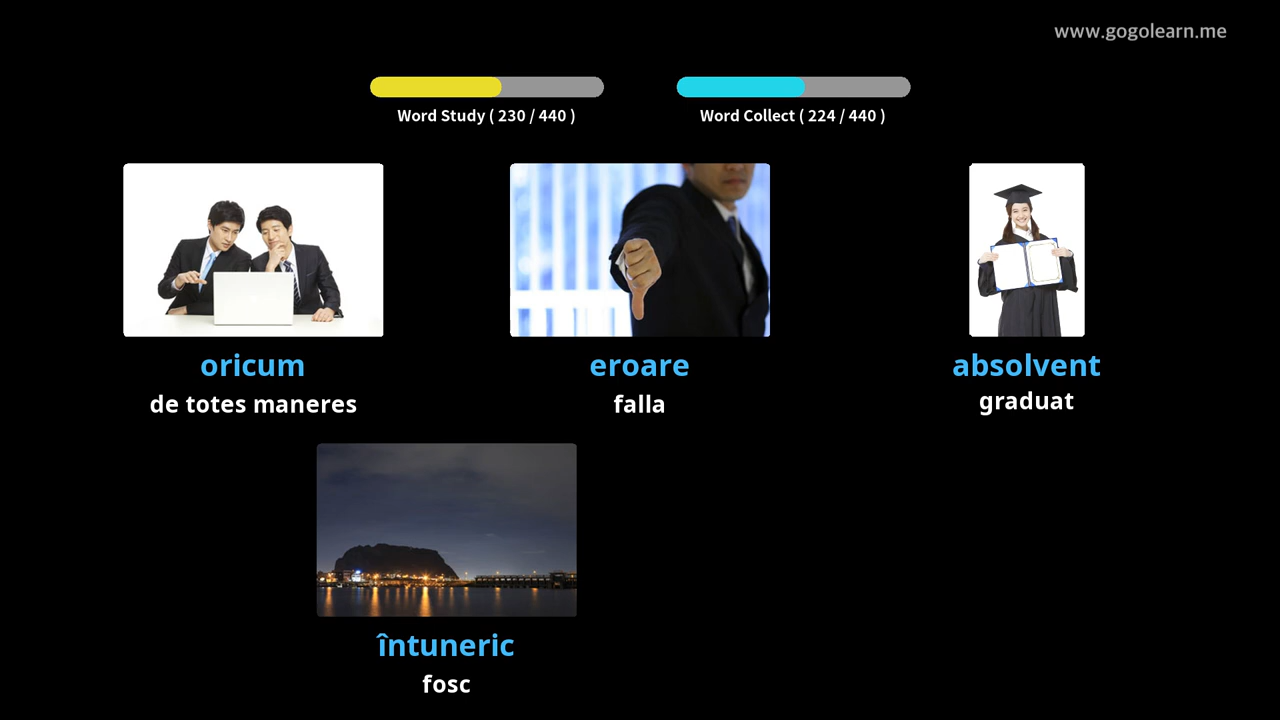 www.gogolearn.me
Word Study ( 230 / 440 )
Word Collect ( 224 / 440 )
oricum
de totes maneres
eroare
falla
absolvent
graduat
întuneric
fosc